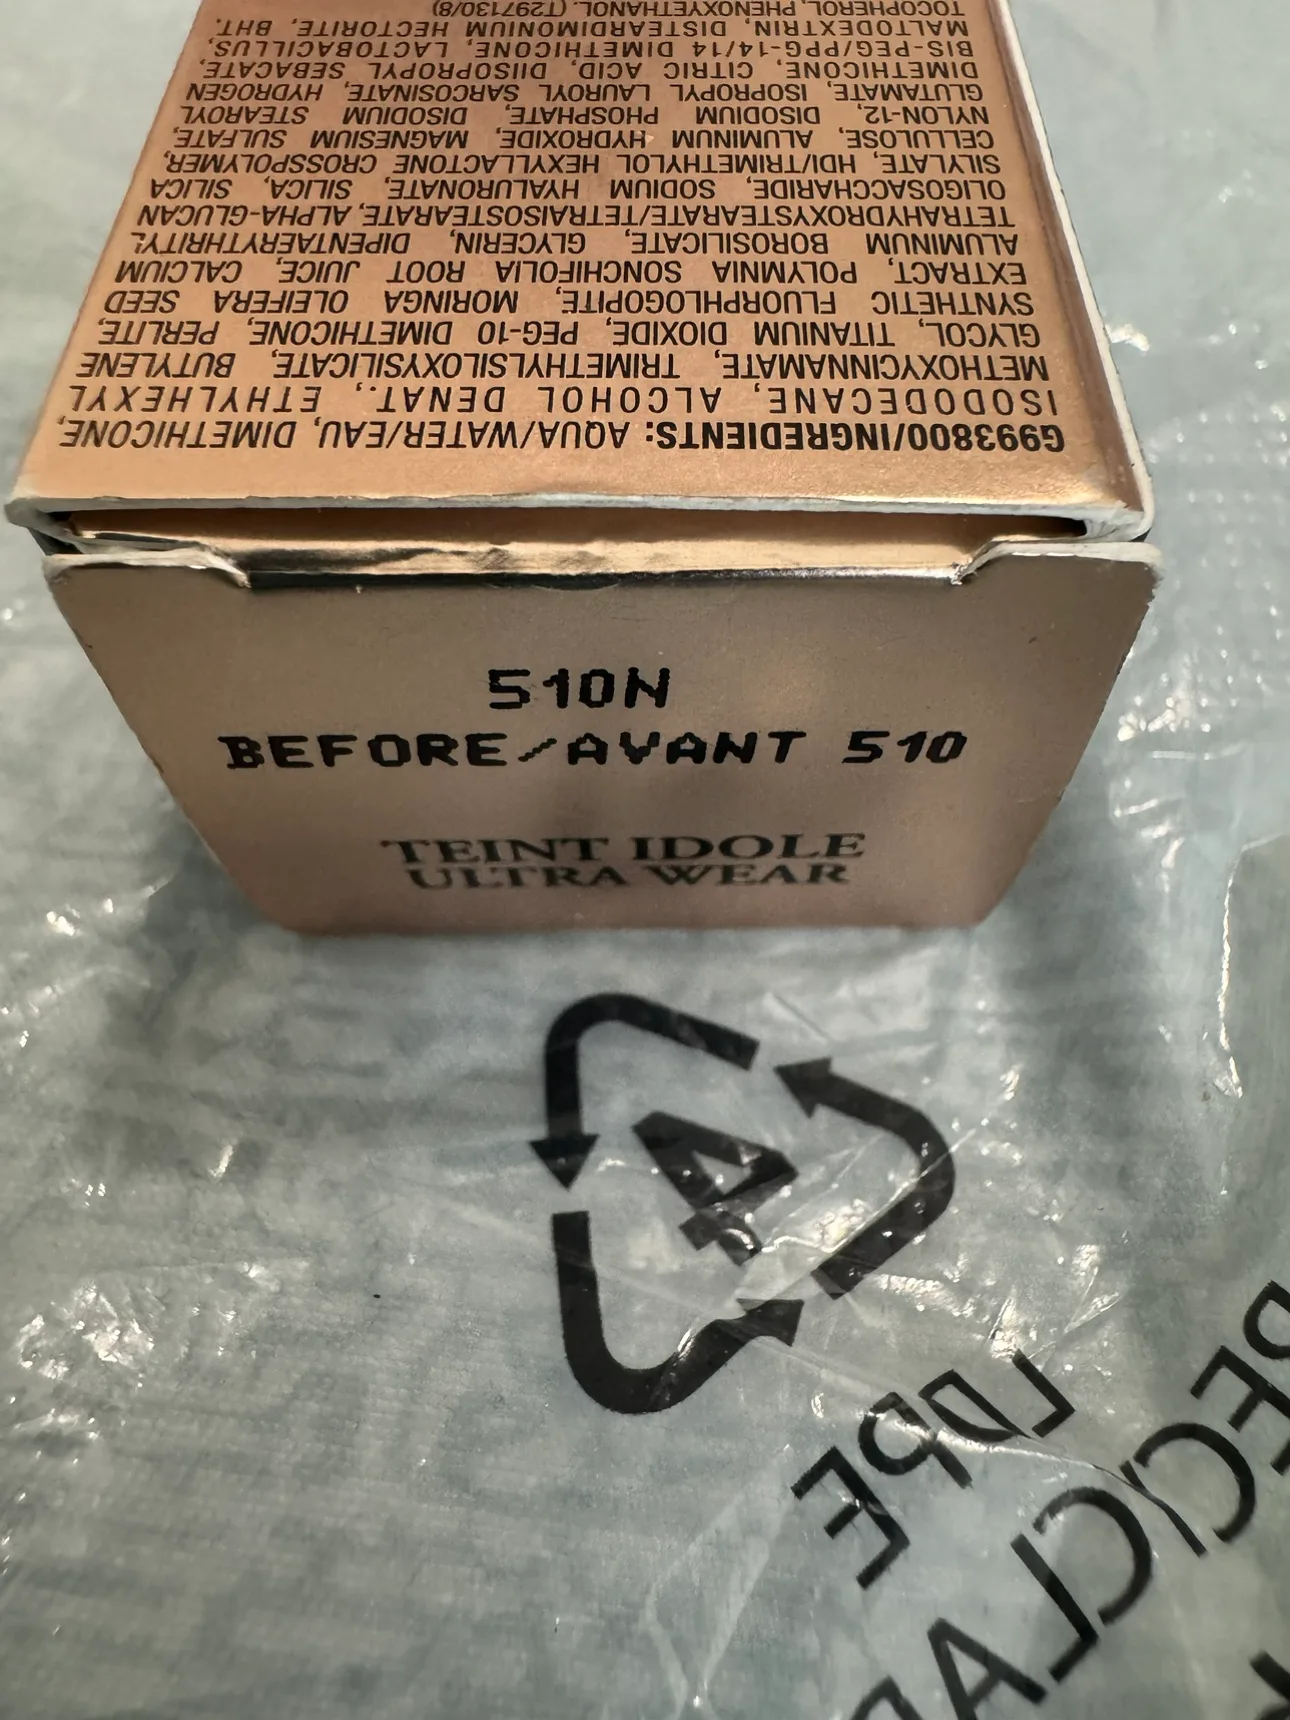 G993800/INGREDIENTS: AQUA/WATER/EAU, DIMETHICONE,
ISODODECANE, ALCOHOL DENAT., ETHYLHEXYL
METHOXYCINNAMATE, TRIMETHYLSILOXYSILICATE, BUTYLENE
GLYCOL, TITANIUM DIOXIDE, PEG-10 DIMETHICONE, PERLITE,
SYNTHETIC FLUORPHLOGOPITE, MORINGA OLEIFERA SEED
EXTRACT, POLYMNIA SONCHIFOLIA ROOT JUICE, CALCIUM
ALUMINUM BOROSILICATE, GLYCERIN, DIPENTAERYTHRITYL
TETRAHYDROXYSTEARATE/TETRAISOSTEARATE, ALPHA-GLUCAN
OLIGOSACCHARIDE, SODIUM HYALURONATE, SILICA, SILICA
SILYLATE, HDI/TRIMETHYLOL HEXYLLACTONE CROSSPOLYMER,
CELLULOSE, ALUMINUM HYDROXIDE, MAGNESIUM SULFATE,
NYLON-12, DISODIUM PHOSPHATE, DISODIUM STEAROYL
GLUTAMATE, ISOPROPYL LAUROYL SARCOSINATE, HYDROGEN
DIMETHICONE, CITRIC ACID, DIISOPROPYL SEBACATE,
BIS-PEG/PPG-14/14 DIMETHICONE, LACTOBACILLUS,
MALTODEXTRIN, DISTEARDIMONIUM HECTORITE, BHT,
TOCOPHEROL, PHENOXYETHANOL. (T297130/8)
510N
BEFORE/AVANT 510
TEINT IDOLE
ULTRA WEAR
4
LDPE